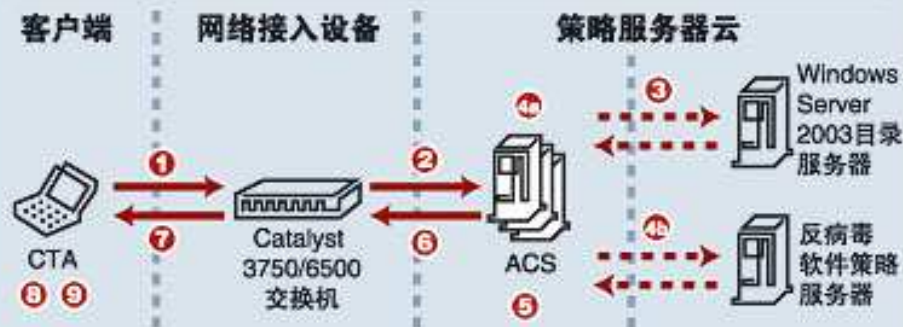 客户端
网络接入设备
策略服务器云
1
2
3
4a
4b
5
6
7
8 9
CTA
Catalyst
3750/6500
交换机
ACS
Windows
Server
2003目录
服务器
反病毒
软件策略
服务器